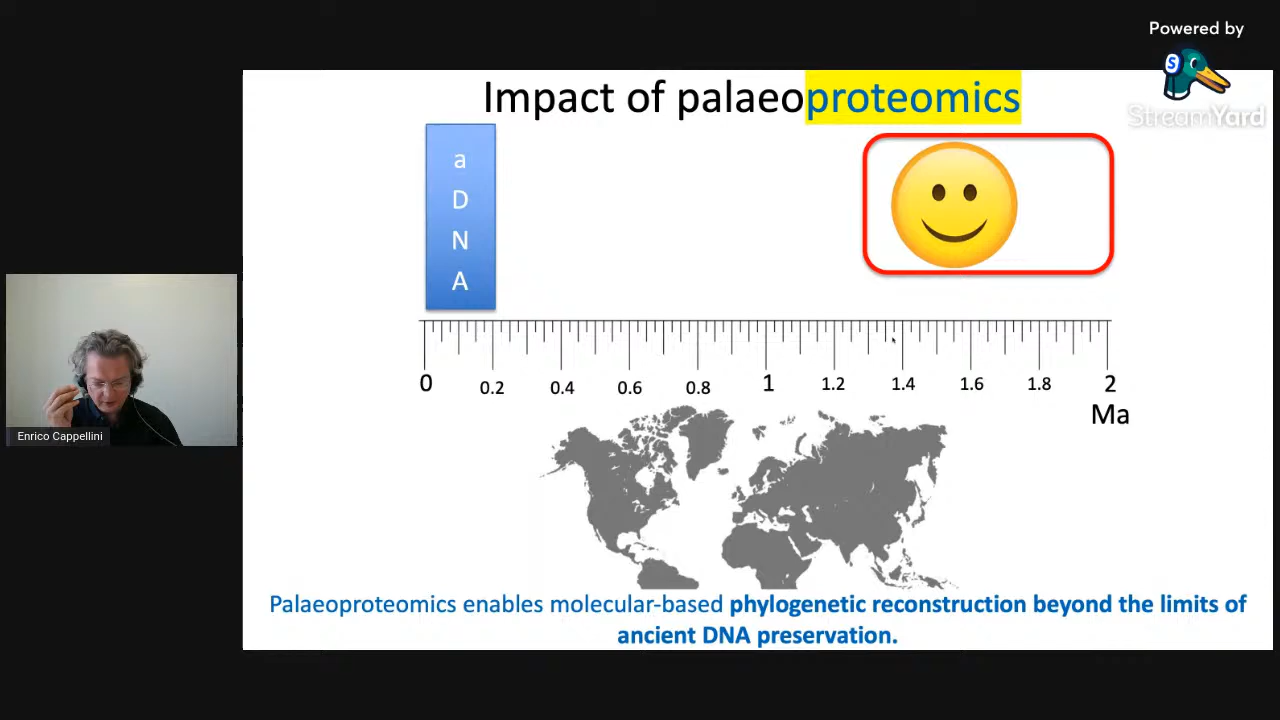 Powered by
S
StreamYard
Impact of palaeoproteomics
a
D
N
A
0
0.2
0.4
0.6
0.8
1
1.2
1.4
1.6
1.8
2
Ma
Enrico Cappellini
Palaeoproteomics enables molecular-based phylogenetic reconstruction beyond the limits of
ancient DNA preservation.